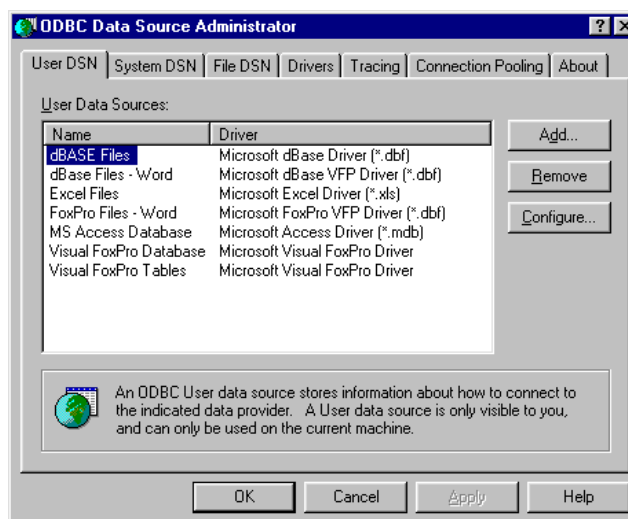 ODBC Data Source Administrator
User DSN System DSN File DSN Drivers Tracing Connection Pooling About
User Data Sources:
Name Driver
dBASE Files Microsoft dBase Driver (*.dbf)
dBase Files - Word Microsoft dBase VFP Driver (*.dbf)
Excel Files Microsoft Excel Driver (*.xls)
FoxPro Files - Word Microsoft FoxPro VFP Driver (*.dbf)
MS Access Database Microsoft Access Driver (*.mdb)
Visual FoxPro Database Microsoft Visual FoxPro Driver
Visual FoxPro Tables Microsoft Visual FoxPro Driver
Add...
Remove
Configure...
An ODBC User data source stores information about how to connect to
the indicated data provider. A User data source is only visible to you,
and can only be used on the current machine.
OK Cancel Apply Help